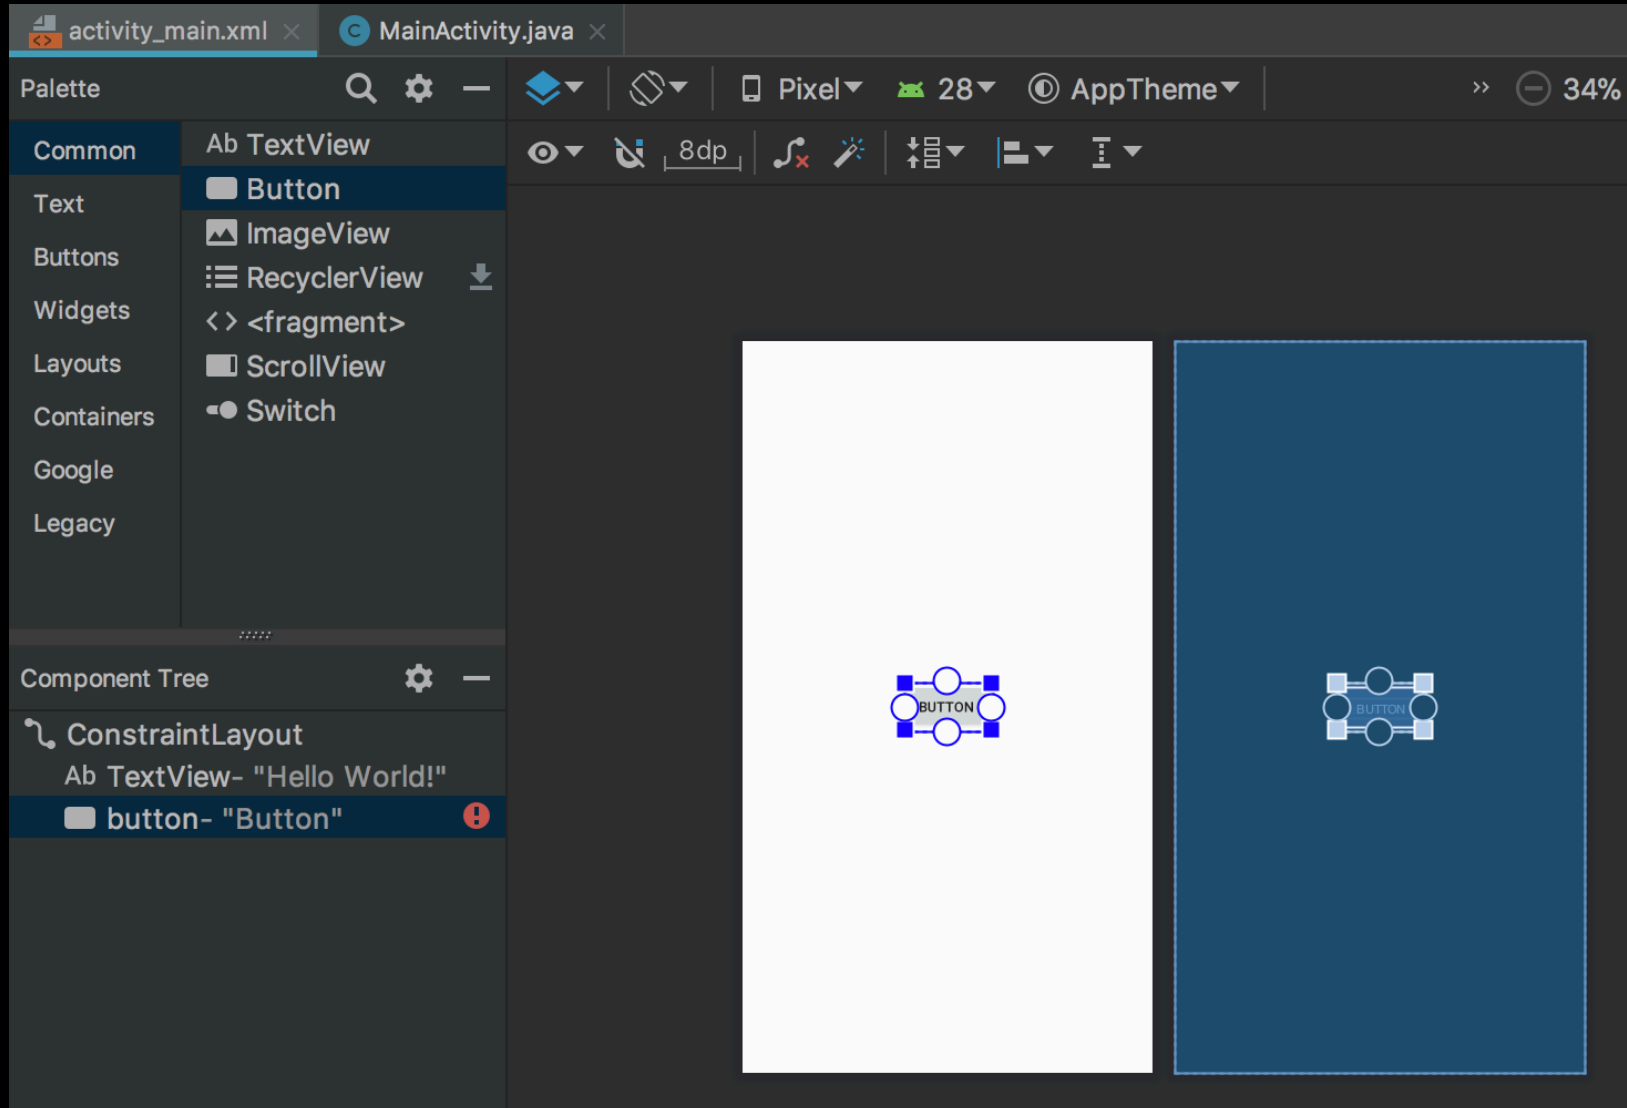 activity_main.xml
C MainActivity.java
Palette
Pixel
28
AppTheme
34%
8dp
Common
Text
Buttons
Widgets
Layouts
Containers
Google
Legacy
Ab TextView
Button
ImageView
RecyclerView
<> <fragment>
ScrollView
Switch
Component Tree
ConstraintLayout
Ab TextView- "Hello World!"
button- "Button"
BUTTON
BUTTON